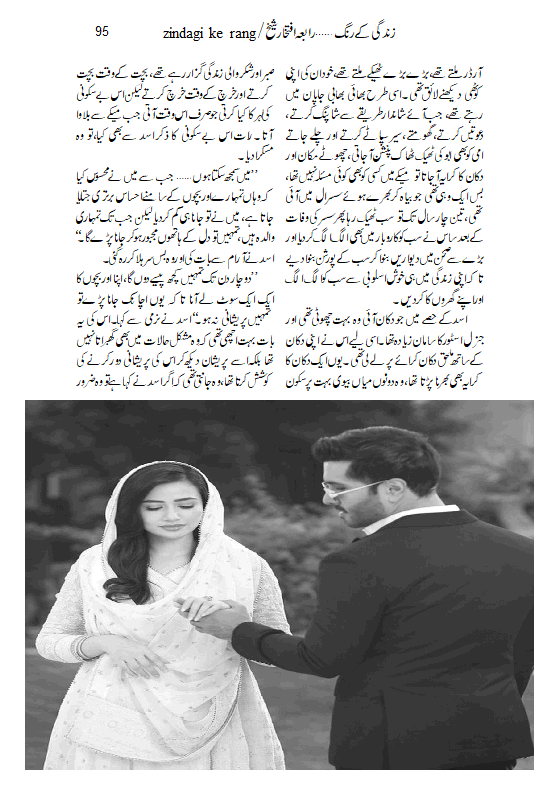 زندگی کے رنگ ......رابعہ افتخار شیخ/ zindagi ke rang 95
آرڈر ملتے تھے، بڑے بڑے ٹھیکے ملتے تھے، خود ان کی اپنی
کوٹھی دیکھنے لائق تھی۔ اسی طرح بھائی بھابی جاپان میں
رہتے تھے، جب آئے شاندار طریقے سے شاپنگ کرتے،
دعوتیں کرتے، گھومتے، سیر سپاٹے کرتے اور چلے جاتے
امی کو بھی ابو کی ٹھیک ٹھاک پینشن آ جاتی، چھوٹے مکان اور
دکان کا کرایہ آ جاتا تو میکے میں کسی کو بھی کوئی مسئلہ نہیں تھا،
بس ایک وہی تھی جو بیاہ کر بھرے ہوئے سسرال میں آئی
تھی، تین چار سال تک تو سب ٹھیک رہا پھر سسر کی وفات
کے بعد ساس نے سب کو کاروبار میں بھی الگ الگ کر دیا اور
بڑے سے صحن میں دیواریں بنوا کر سب کے پورشن بنوا دیے
تا کہ اپنی زندگی میں ہی خوش اسلوبی سے سب کو الگ الگ
اور اپنے گھروں کا کر دیں۔
اسد کے حصے میں جو دکان آئی وہ بہت چھوٹی تھی اور
جنرل اسٹور کا سامان زیادہ تھا۔ اسی لیے اس نے اپنی دکان
کے ساتھ ملحق دکان کرائے پر لے لی تھی۔ یوں ایک دکان کا
کرایہ بھی بھرنا پڑتا تھا، وہ دونوں میاں بیوی بہت پر سکون
صبر اور شکر والی زندگی گزار رہے تھے، بچت کے وقت بچت
کرتے اور خرچ کے وقت خرچ کرتے لیکن اس بے سکونی
کی لہر کا کیا کرتی جو صرف اس وقت آتی جب میکے سے بلاوا
آتا۔ رات اس بے سکونی کا ذکر اسد سے بھی کیا، تو وہ
مسکرا دیا۔
”میں سمجھ سکتا ہوں...... جب سے میں نے محسوس کیا
کہ وہاں تمہارے اور بچوں کے سامنے احساس برتری جتلایا
جاتا ہے، میں نے تو جانا ہی کم کر دیا لیکن جب تک تمہاری
والدہ ہیں، تمہیں تو دل کے ہاتھوں مجبور ہو کر جانا پڑے گا۔“
اسد نے آرام سے بات کی اور وہ بس سر ہلا کر رہ گئی۔
”دو چار دن تک تمہیں کچھ پیسے دوں گا، اپنا اور بچوں کا
ایک ایک سوٹ لے آنا تا کہ یوں اچانک جانا پڑے تو
تمہیں پریشانی نہ ہو۔“ اسد نے نرمی سے کہا۔ اس کی یہ
بات بہت اچھی تھی کہ وہ مشکل حالات میں بھی گھبراتا نہیں
تھا بلکہ اسے پریشان دیکھ کر اس کی پریشانی دور کرنے کی
کوشش کرتا تھا، وہ جانتی تھی کہ اگر اسد نے کہا ہے تو وہ ضرور